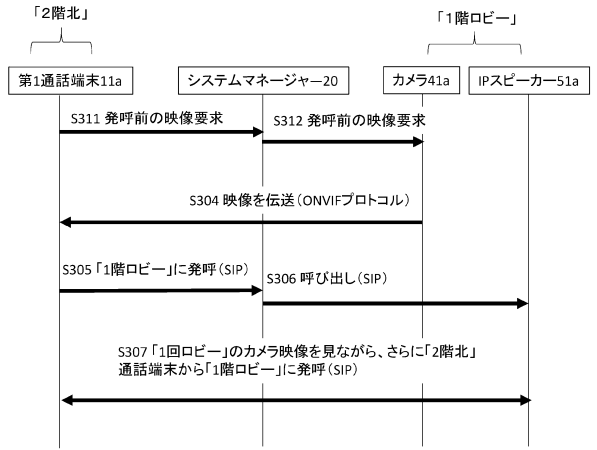 「2階北」
「1階ロビー」
第1通話端末11a
システムマネージャー20
カメラ41a
IPスピーカー51a
S311 発呼前の映像要求
S312 発呼前の映像要求
S304 映像を伝送(ONVIFプロトコル)
S305 「1階ロビー」に発呼(SIP)
S306 呼び出し(SIP)
S307 「1回ロビー」のカメラ映像を見ながら、さらに「2階北」
通話端末から「1階ロビー」に発呼(SIP)